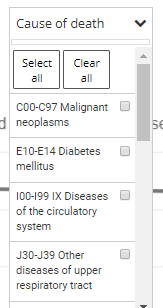 Cause of death
Select all
Clear all
C00-C97 Malignant
neoplasms
E10-E14 Diabetes
mellitus
I00-I99 IX Diseases
of the circulatory
system
J30-J39 Other
diseases of upper
respiratory tract